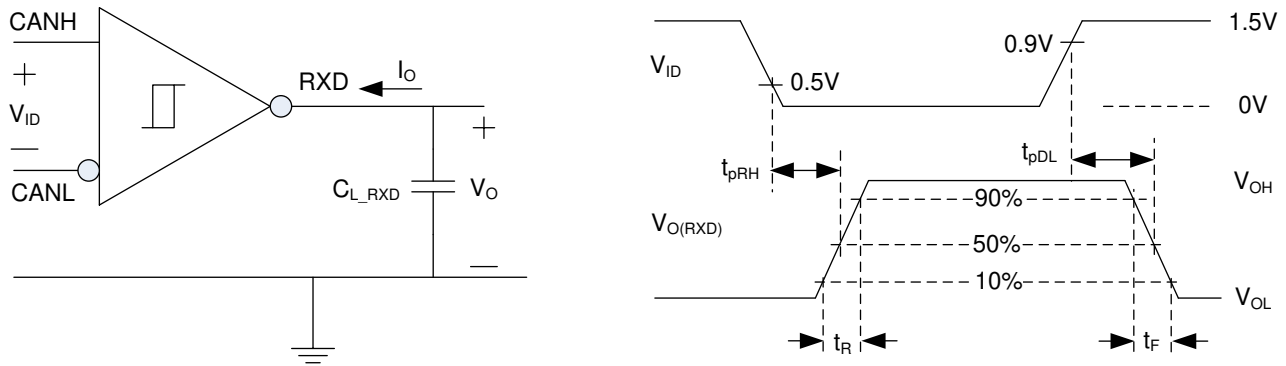 CANH
+
V_ID
—
CANL
RXD
I_O
+
C_L_RXD
V_O
—
V_ID
0.5V
0.9V
1.5V
0V
t_pRH
t_pDL
V_O(RXD)
90%
50%
10%
V_OH
V_OL
t_R
t_F